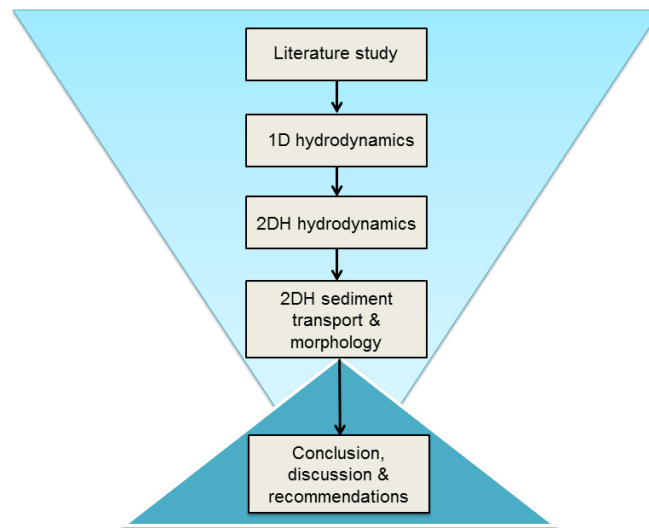 Literature study
1D hydrodynamics
2DH hydrodynamics
2DH sediment
transport &
morphology
Conclusion,
discussion &
recommendations